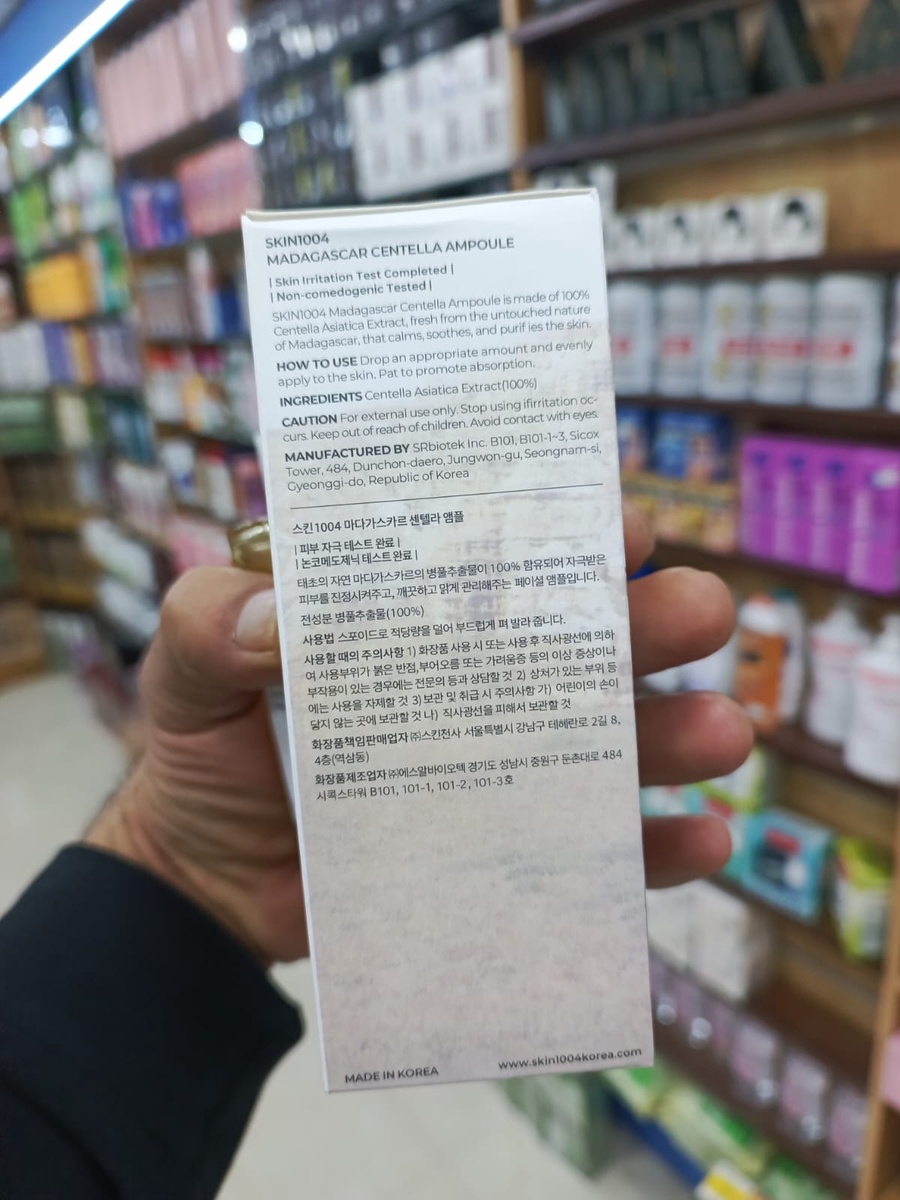 SKIN1004
MADAGASCAR CENTELLA AMPOULE
| Skin Irritation Test Completed |
| Non-comedogenic Tested |
SKIN1004 Madagascar Centella Ampoule is made of 100%
Centella Asiatica Extract, fresh from the untouched nature
of Madagascar, that calms, soothes, and purif ies the skin.
HOW TO USE Drop an appropriate amount and evenly
apply to the skin. Pat to promote absorption.
INGREDIENTS Centella Asiatica Extract(100%)
CAUTION For external use only. Stop using ifirritation oc-
curs. Keep out of reach of children. Avoid contact with eyes.
MANUFACTURED BY SRbiotek Inc. B101, B101-1~3, Sicox
Tower, 484, Dunchon-daero, Jungwon-gu, Seongnam-si,
Gyeonggi-do, Republic of Korea
스킨1004 마다가스카르 센텔라 앰플
| 피부 자극 테스트 완료 |
| 논코메도제닉 테스트 완료 |
태초의 자연 마다가스카르의 병풀추출물이 100% 함유되어 자극받은
피부를 진정시켜주고, 깨끗하고 맑게 관리해주는 페이셜 앰플입니다.
전성분 병풀추출물(100%)
사용법 스포이드로 적당량을 덜어 부드럽게 펴 발라 줍니다.
사용할 때의 주의사항 1) 화장품 사용 시 또는 사용 후 직사광선에 의하
여 사용부위가 붉은 반점,부어오름 또는 가려움증 등의 이상 증상이나
부작용이 있는 경우에는 전문의 등과 상담할 것 2) 상처가 있는 부위 등
에는 사용을 자제할 것 3)보관 및 취급 시 주의사항 가) 어린이의 손이
닿지 않는 곳에 보관할 것 나) 직사광선을 피해서 보관할 것
화장품책임판매업자 ㈜스킨천사 서울특별시 강남구 테헤란로 2길 8,
4층(역삼동)
화장품제조업자 ㈜에스알바이오텍 경기도 성남시 중원구 둔촌대로 484
시콕스타워 B101, 101-1, 101-2, 101-3호
MADE IN KOREA
www.skin1004korea.com